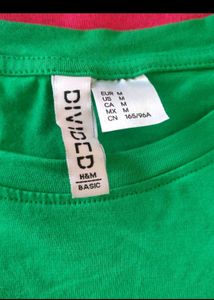 DIVIDED
H&M
BASIC
EUR M
US M
CA M
MX M
CN 165/96A